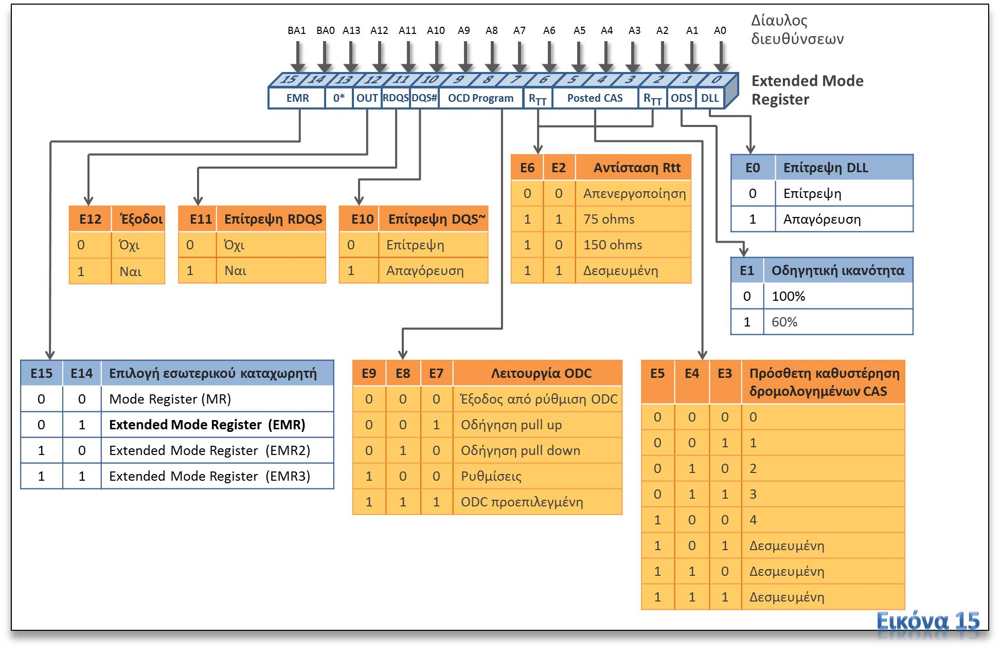 BA1 BA0 A13 A12 A11 A10 A9 A8 A7 A6 A5 A4 A3 A2 A1 A0
Δίαυλος
διευθύνσεων
15 14 13 12 11 10 9 8 7 6 5 4 3 2 1 0
EMR 0* OUT RDQS DQS# OCD Program RTT Posted CAS RTT ODS DLL
Extended Mode
Register
E12 Έξοδοι
0 Όχι
1 Ναι
E11 Επίτρεψη RDQS
0 Όχι
1 Ναι
E10 Επίτρεψη DQS~
0 Επίτρεψη
1 Απαγόρευση
E6 E2 Αντίσταση Rtt
0 0 Απενεργοποίηση
1 1 75 ohms
1 0 150 ohms
1 1 Δεσμευμένη
E0 Επίτρεψη DLL
0 Επίτρεψη
1 Απαγόρευση
E1 Οδηγητική ικανότητα
0 100%
1 60%
E15 E14 Επιλογή εσωτερικού καταχωρητή
0 0 Mode Register (MR)
0 1 Extended Mode Register (EMR)
1 0 Extended Mode Register (EMR2)
1 1 Extended Mode Register (EMR3)
E9 E8 E7 Λειτουργία ODC
0 0 0 Έξοδος από ρύθμιση ODC
0 0 1 Οδήγηση pull up
0 1 0 Οδήγηση pull down
1 0 0 Ρυθμίσεις
1 1 1 ODC προεπιλεγμένη
E5 E4 E3 Πρόσθετη καθυστέρηση
δρομολογημένων CAS
0 0 0 0
0 0 1 1
0 1 0 2
0 1 1 3
1 0 0 4
1 0 1 Δεσμευμένη
1 1 0 Δεσμευμένη
1 1 1 Δεσμευμένη
Εικόνα 15